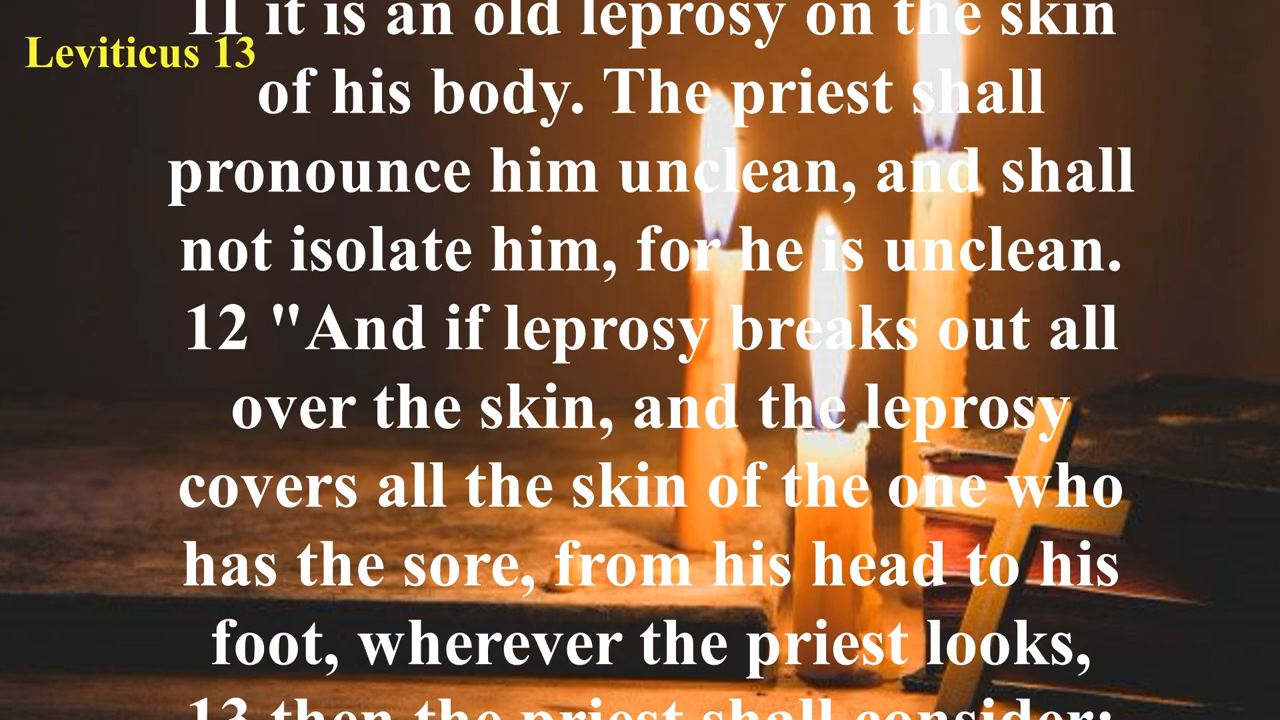 Leviticus 13
11 it is an old leprosy on the skin
of his body. The priest shall
pronounce him unclean, and shall
not isolate him, for he is unclean.
12 "And if leprosy breaks out all
over the skin, and the leprosy
covers all the skin of the one who
has the sore, from his head to his
foot, wherever the priest looks,
13 then the priest shall consider;